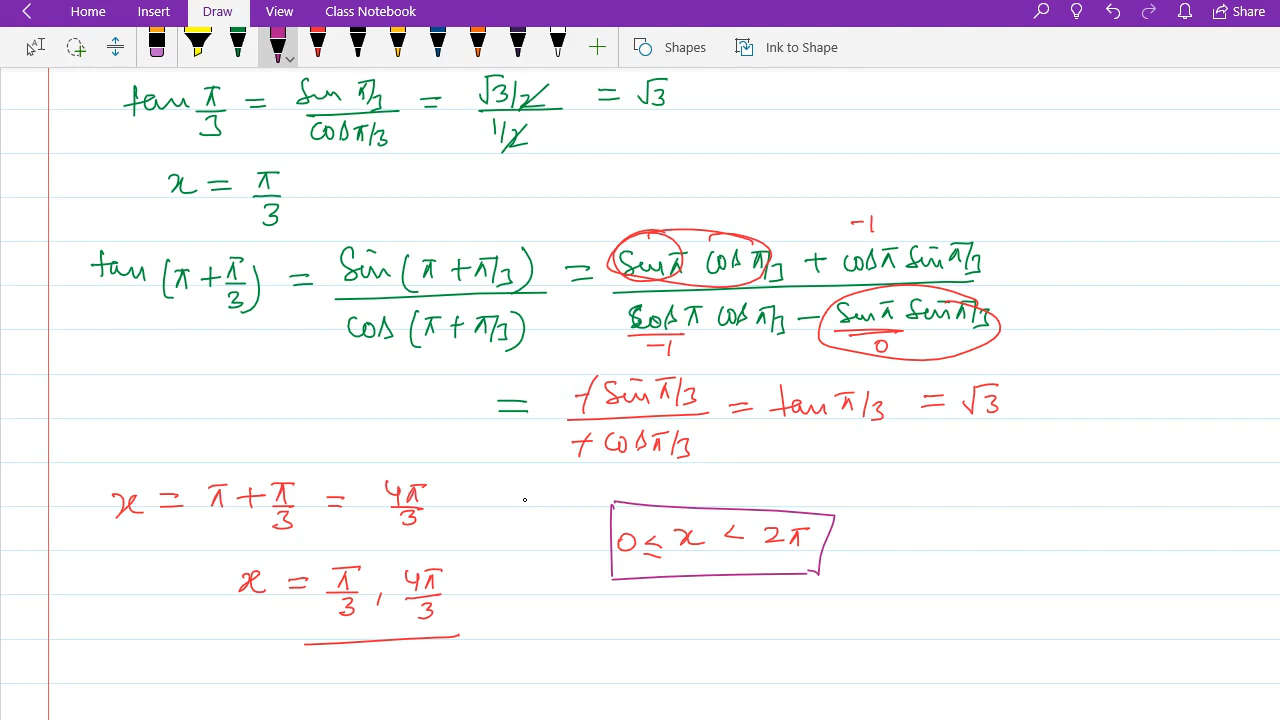 Home Insert Draw View Class Notebook Share
Shapes Ink to Shape
tan π/3 = sin π/3 / cos π/3 = √3/2 / 1/2 = √3
x = π/3
-1
tan (π + π/3) = Sin (π + π/3) / cos (π + π/3) = Sin π cos π/3 + cos π sin π/3 / cos π cos π/3 − sin π sin π/3
-1 0
= + sin π/3 / + cos π/3 = tan π/3 = √3
x = π + π/3 = 4π/3
0 ≤ x < 2π
x = π/3 , 4π/3